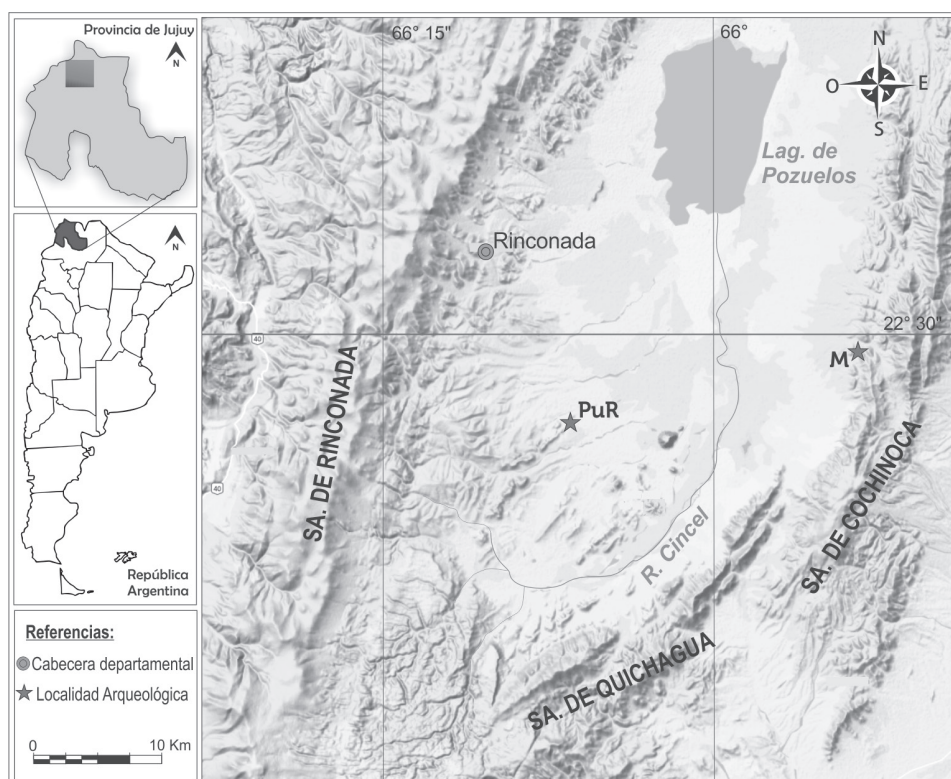 Provincia de Jujuy
N
República
Argentina
N
Referencias:
Cabecera departamental
Localidad Arqueológica
0 10 Km
66° 15"
66°
N
O E
S
Lag. de
Pozuelos
Rinconada
22° 30"
40
M
PuR
SA. DE RINCONADA
40
SA. DE COCHINOCA
R. Cincel
SA. DE QUICHAGUA